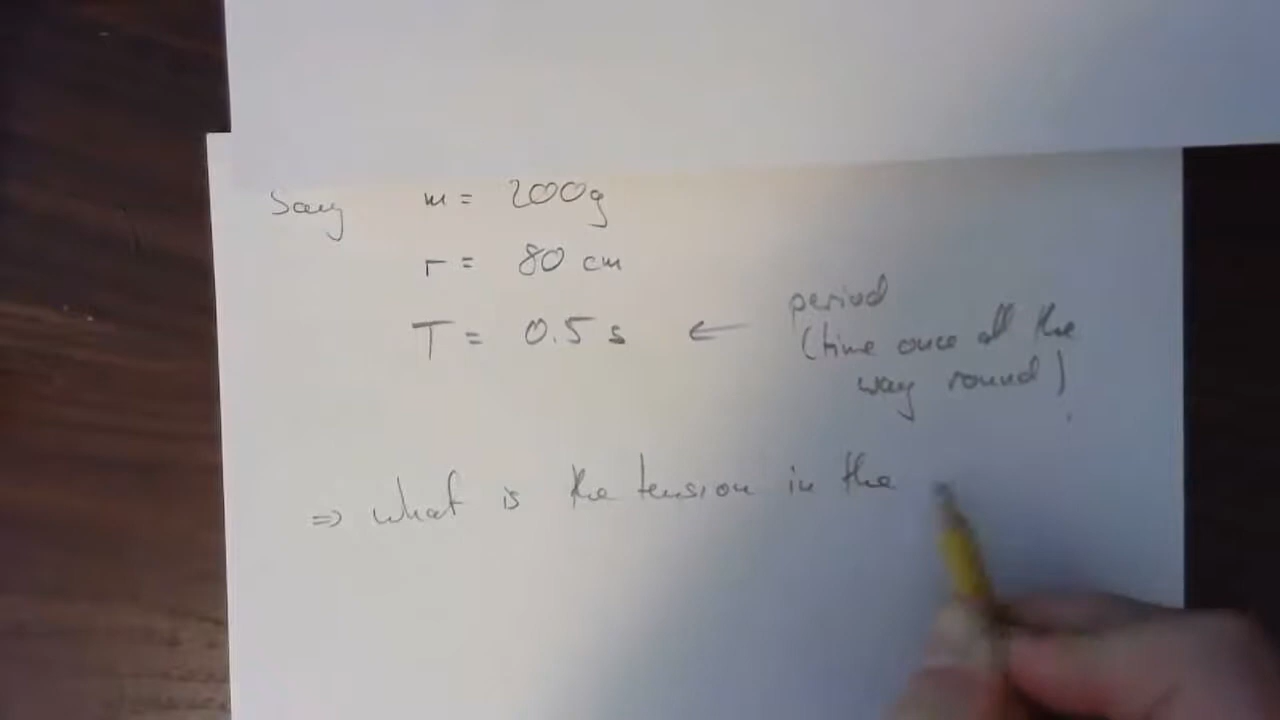 Say m = 200g
r = 80 cm
T = 0.5 s ← period
(time once all the
way round)
⇒ what is the tension in the